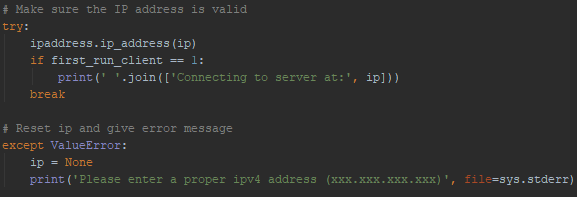 # Make sure the IP address is valid
try:
    ipaddress.ip_address(ip)
    if first_run_client == 1:
        print(' '.join(['Connecting to server at:', ip]))
    break

# Reset ip and give error message
except ValueError:
    ip = None
    print('Please enter a proper ipv4 address (xxx.xxx.xxx.xxx)', file=sys.stderr)